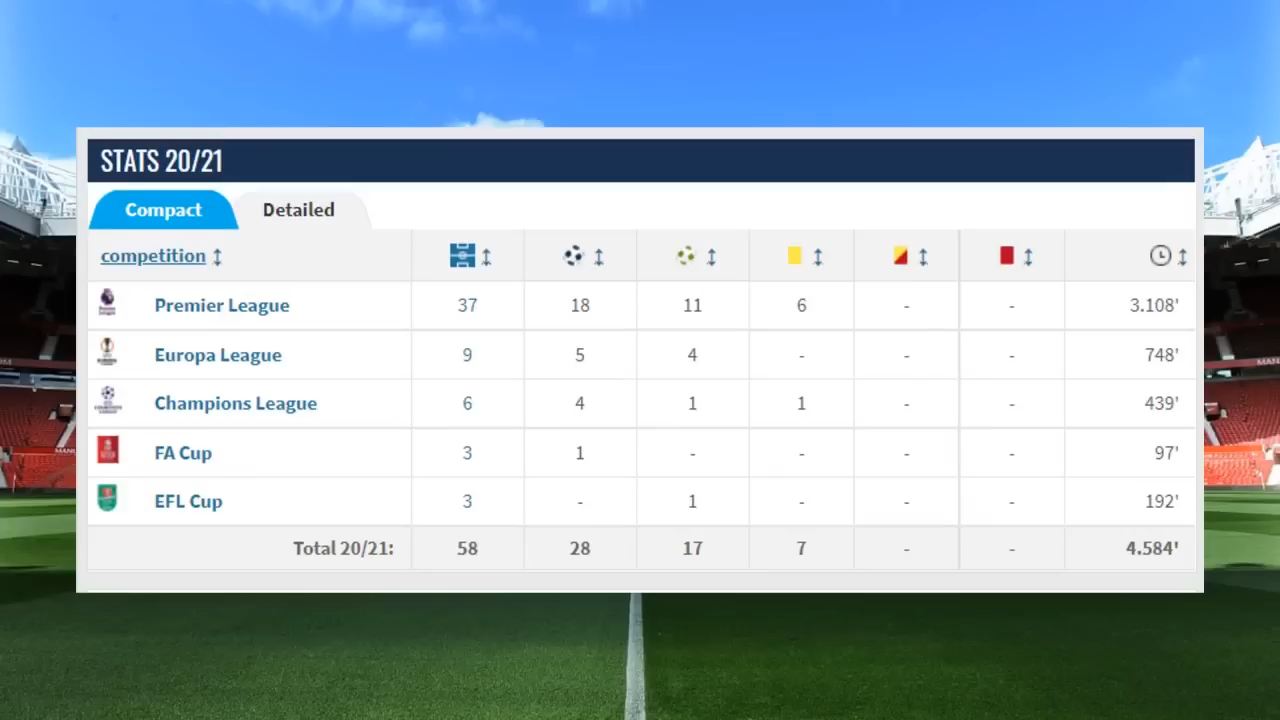 STATS 20/21
Compact Detailed
competition
Premier League 37 18 11 6 - - 3.108'
Europa League 9 5 4 - - - 748'
Champions League 6 4 1 1 - - 439'
FA Cup 3 1 - - - - 97'
EFL Cup 3 - 1 - - - 192'
Total 20/21: 58 28 17 7 - - 4.584'